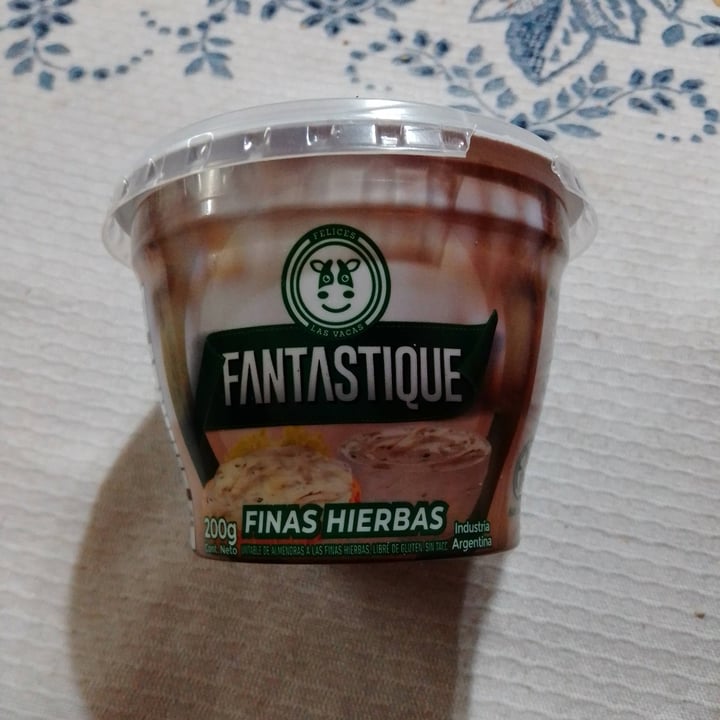 FELICES
LAS VACAS
FANTASTIQUE
FINAS HIERBAS
200g
Cont. Neto
UNTABLE DE ALMENDRAS A LAS FINAS HIERBAS, LIBRE DE GLUTEN, SIN TACC
Industria
Argentina